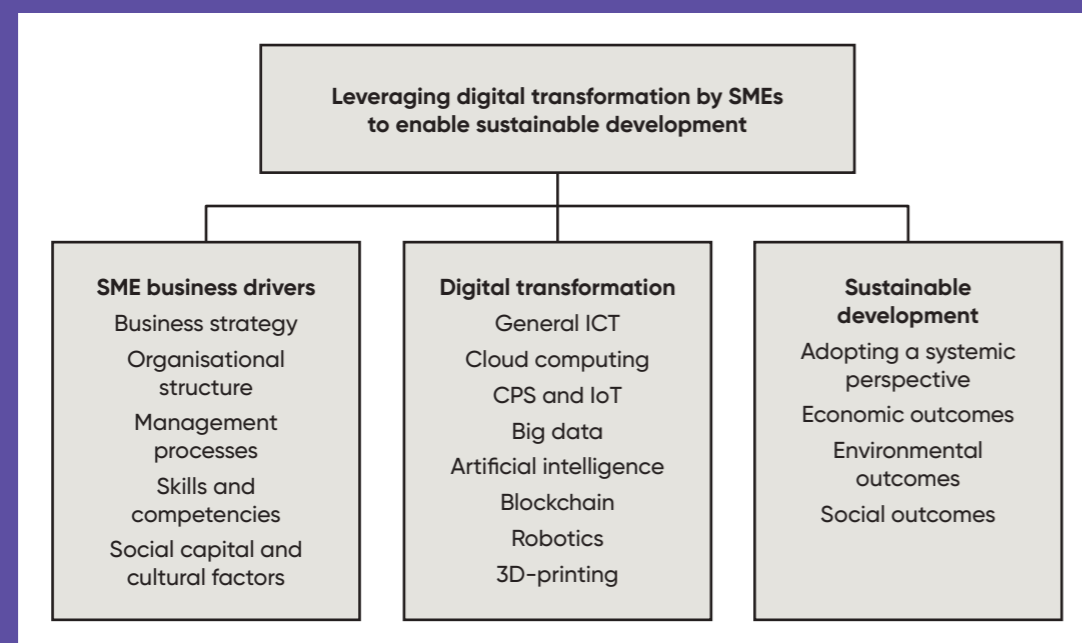 Leveraging digital transformation by SMEs
to enable sustainable development
SME business drivers
Business strategy
Organisational
structure
Management
processes
Skills and
competencies
Social capital and
cultural factors
Digital transformation
General ICT
Cloud computing
CPS and IoT
Big data
Artificial intelligence
Blockchain
Robotics
3D-printing
Sustainable
development
Adopting a systemic
perspective
Economic outcomes
Environmental
outcomes
Social outcomes